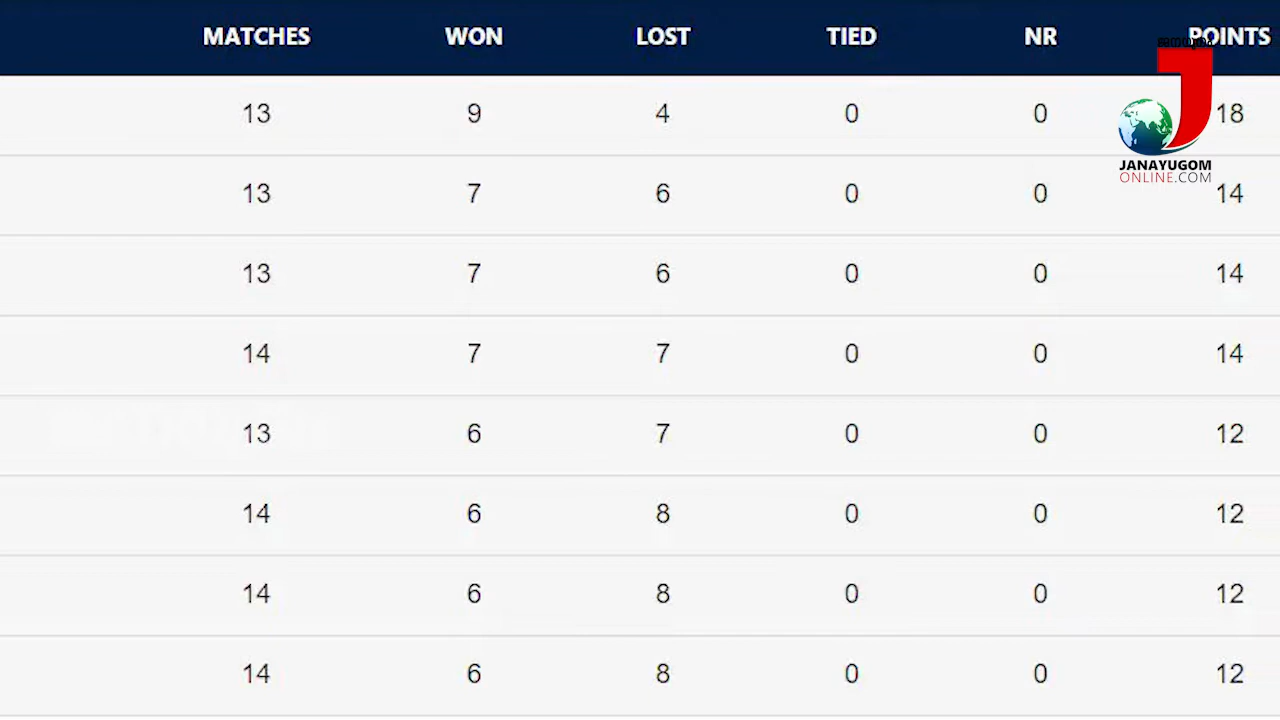 MATCHES WON LOST TIED NR POINTS
13 9 4 0 0 18
13 7 6 0 0 14
13 7 6 0 0 14
14 7 7 0 0 14
13 6 7 0 0 12
14 6 8 0 0 12
14 6 8 0 0 12
14 6 8 0 0 12
JANAYUGOM
ONLINE.COM